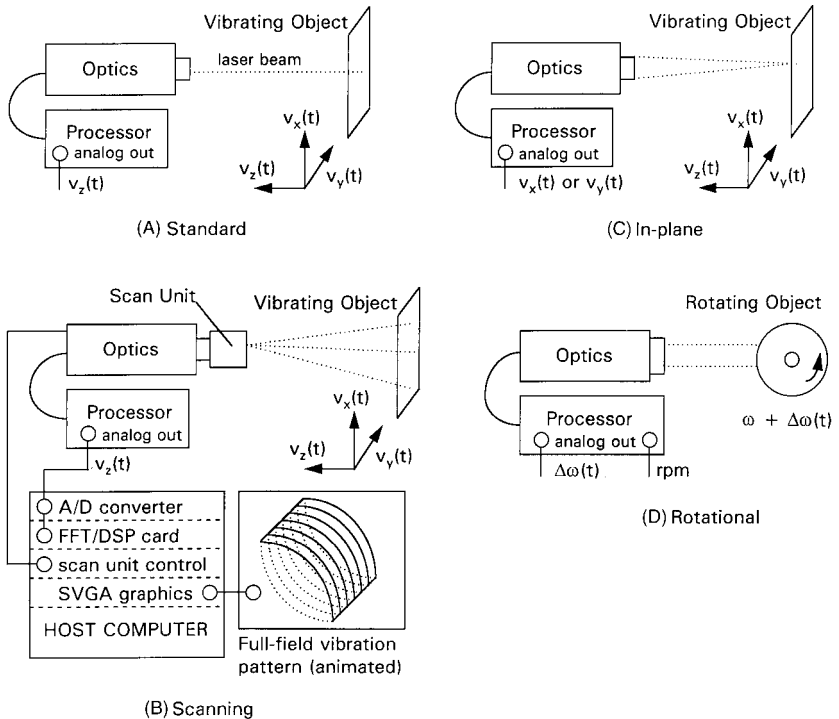 Vibrating Object
Optics
laser beam
Processor
analog out
v_x(t)
v_z(t)
v_y(t)
v_z(t)
(A) Standard
Vibrating Object
Optics
Processor
analog out
v_x(t)
v_z(t)
v_y(t)
v_x(t) or v_y(t)
(C) In-plane
Scan Unit
Vibrating Object
Optics
Processor
analog out
v_x(t)
v_z(t)
v_y(t)
v_z(t)
A/D converter
FFT/DSP card
scan unit control
SVGA graphics
HOST COMPUTER
Full-field vibration
pattern (animated)
(B) Scanning
Rotating Object
Optics
Processor
analog out
ω + Δω(t)
Δω(t)
rpm
(D) Rotational